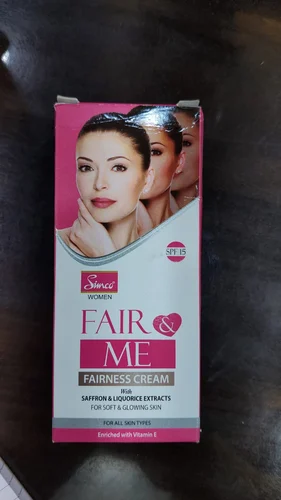 SPF 15
Simco
WOMEN
FAIR &
ME
FAIRNESS CREAM
With
SAFFRON & LIQUORICE EXTRACTS
FOR SOFT & GLOWING SKIN
FOR ALL SKIN TYPES
Enriched with Vitamin E